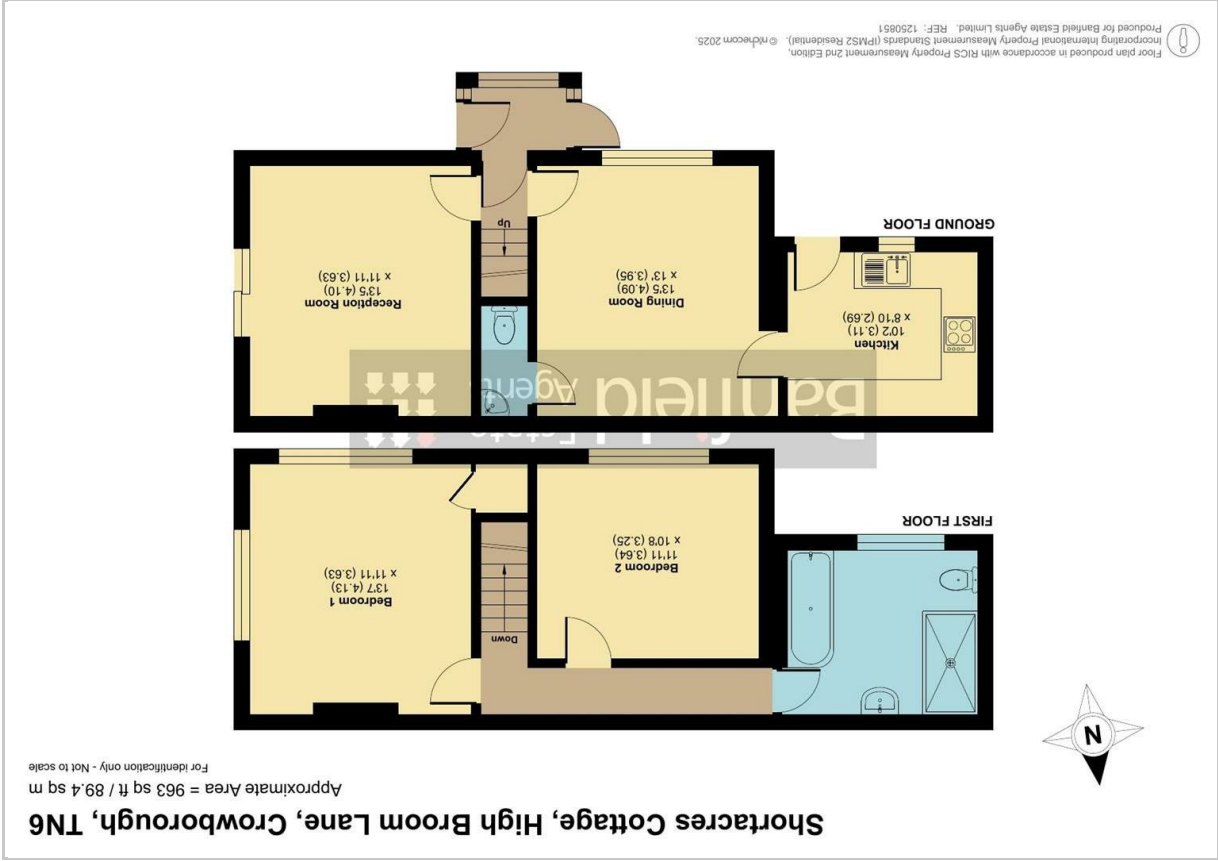 Shortacres Cottage, High Broom Lane, Crowborough, TN6
Approximate Area = 963 sq ft / 89.4 sq m
For identification only - Not to scale
N
Bedroom 1
13'7 (4.13)
x 11'11 (3.63)
Down
Bedroom 2
11'11 (3.64)
x 10'8 (3.25)
FIRST FLOOR
Banfield Estate
Agents
Reception Room
13'5 (4.10)
x 11'11 (3.63)
Up
Dining Room
13'5 (4.09)
x 13' (3.95)
Kitchen
10'2 (3.11)
x 8'10 (2.69)
GROUND FLOOR
Floor plan produced in accordance with RICS Property Measurement 2nd Edition,
Incorporating International Property Measurement Standards (IPMS2 Residential). © nichecom 2025.
Produced for Banfield Estate Agents Limited. REF: 1250851